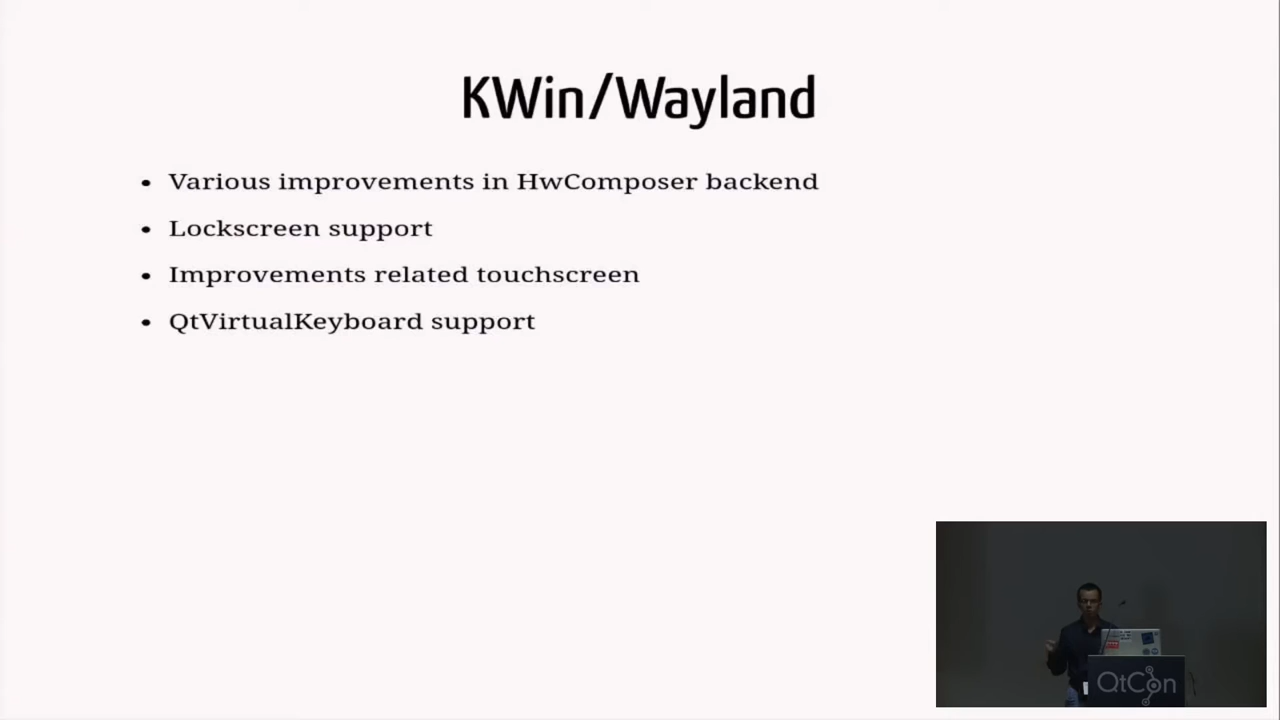 KWin/Wayland
• Various improvements in HwComposer backend
• Lockscreen support
• Improvements related touchscreen
• QtVirtualKeyboard support
QtCon